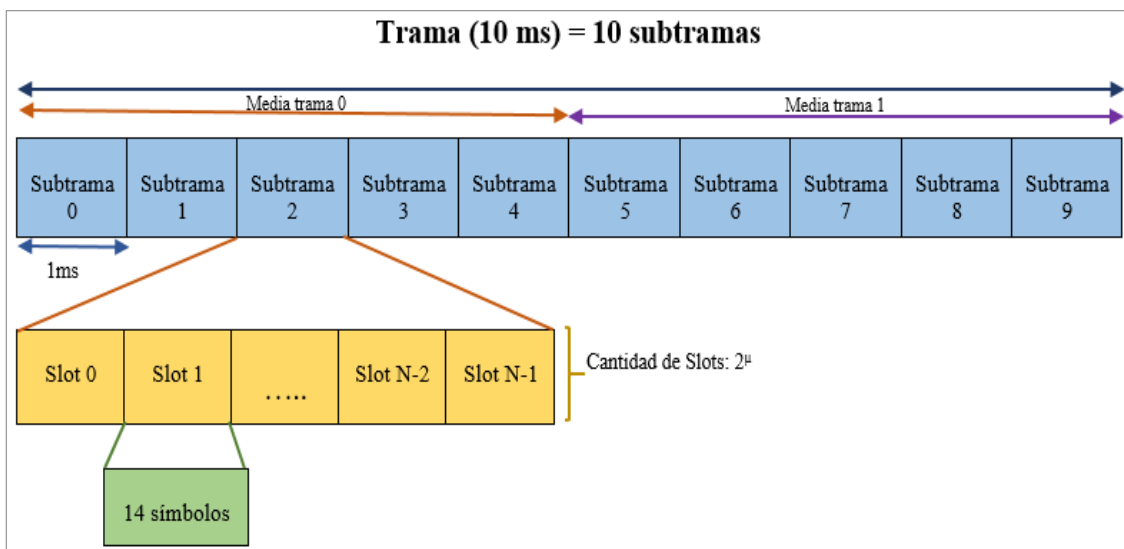 Trama (10 ms) = 10 subtramas
Media trama 0
Media trama 1
Subtrama 0
Subtrama 1
Subtrama 2
Subtrama 3
Subtrama 4
Subtrama 5
Subtrama 6
Subtrama 7
Subtrama 8
Subtrama 9
1ms
Slot 0
Slot 1
…..
Slot N-2
Slot N-1
Cantidad de Slots: 2^μ
14 símbolos